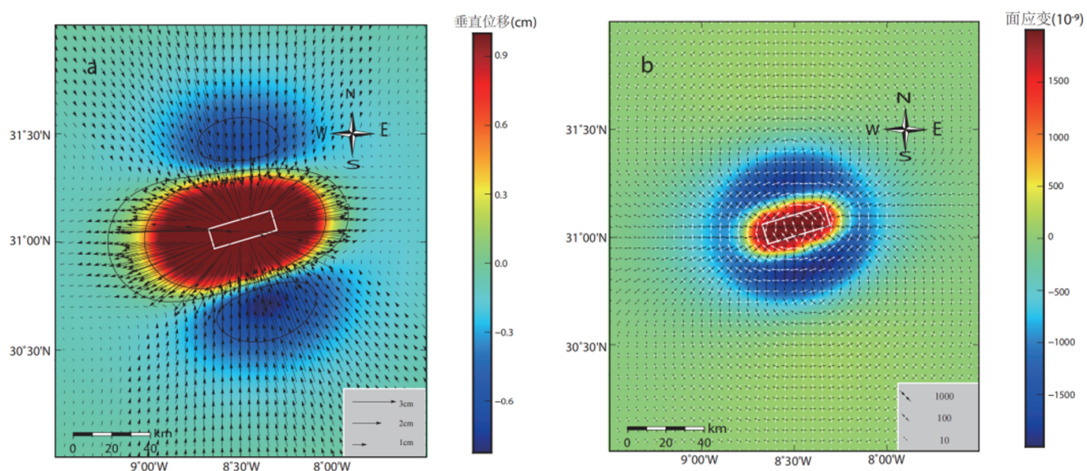 垂直位移(cm)
a
N
W
E
S
31°30'N
31°00'N
30°30'N
9°00'W
8°30'W
8°00'W
0.9
0.6
0.3
0.0
−0.3
−0.6
3cm
2cm
1cm
km
0 20 40
面应变(10⁻⁹)
b
N
W
E
S
31°30'N
31°00'N
30°30'N
9°00'W
8°30'W
8°00'W
1500
1000
500
0
−500
−1000
−1500
1000
100
10
km
0 20 40